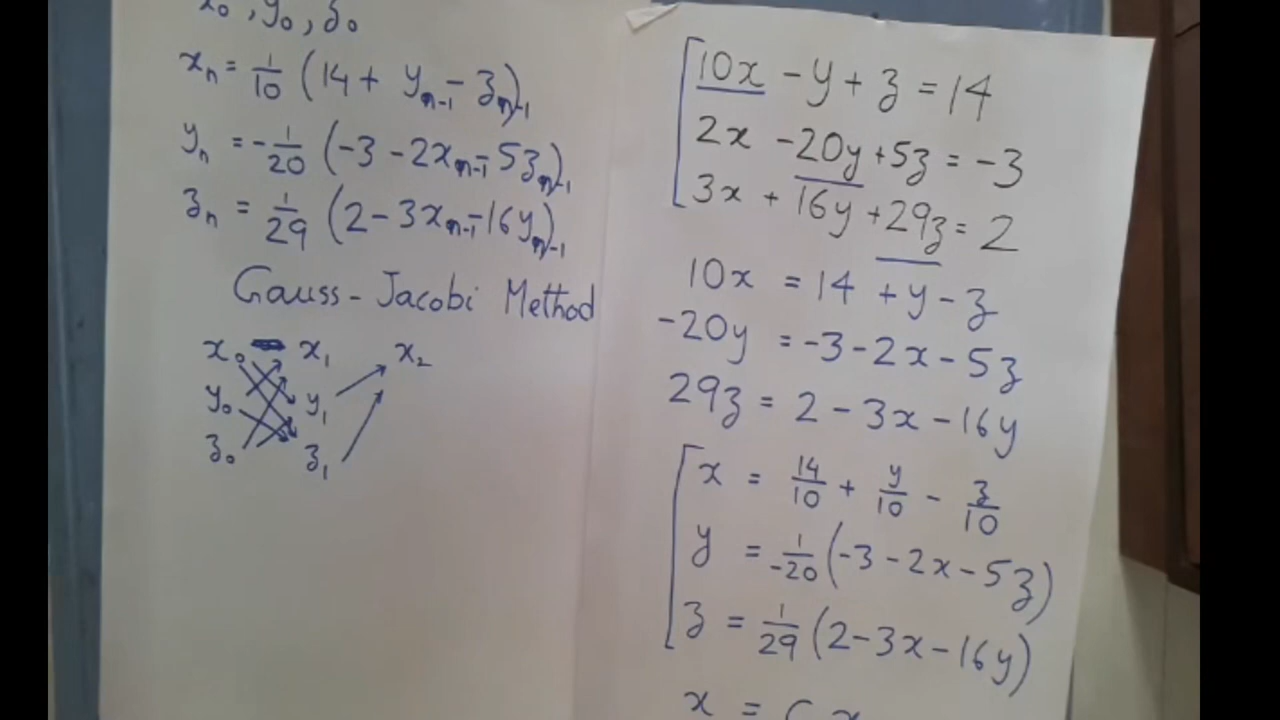 x₀, y₀, z₀
xₙ = 1/10 (14 + yₙ₋₁ - zₙ₋₁)
yₙ = -1/20 (-3 - 2xₙ₋₁ - 5zₙ₋₁)
zₙ = 1/29 (2 - 3xₙ₋₁ - 16yₙ₋₁)
Gauss-Jacobi Method
x₀ x₁ x₂
y₀ y₁
z₀ z₁
10x - y + z = 14
2x - 20y + 5z = -3
3x + 16y + 29z = 2
10x = 14 + y - z
-20y = -3 - 2x - 5z
29z = 2 - 3x - 16y
x = 14/10 + y/10 - z/10
y = 1/-20 (-3 - 2x - 5z)
z = 1/29 (2 - 3x - 16y)
x =